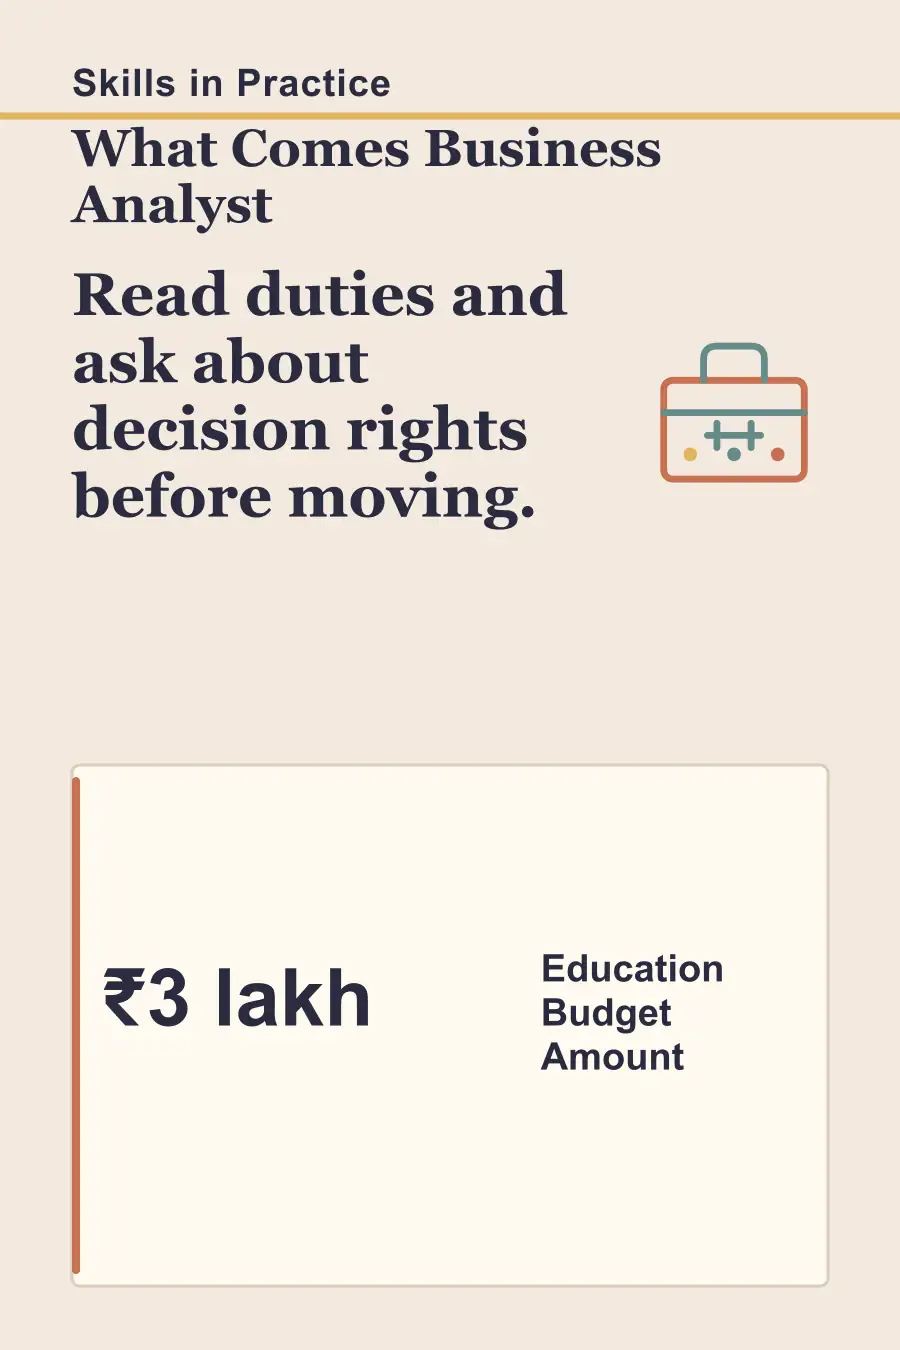 Skills in Practice
What Comes Business
Analyst
Read duties and
ask about
decision rights
before moving.
₹3 lakh
Education
Budget
Amount